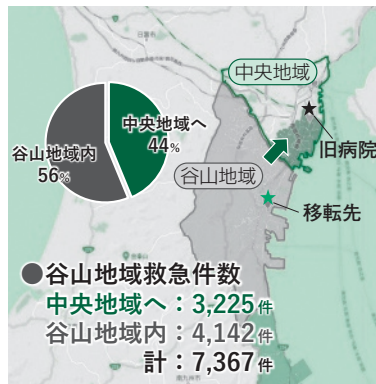 中央地域
旧病院
中央地域へ
44%
谷山地域内
56%
谷山地域
移転先
●谷山地域救急件数
中央地域へ：3,225件
谷山地域内：4,142件
計：7,367件